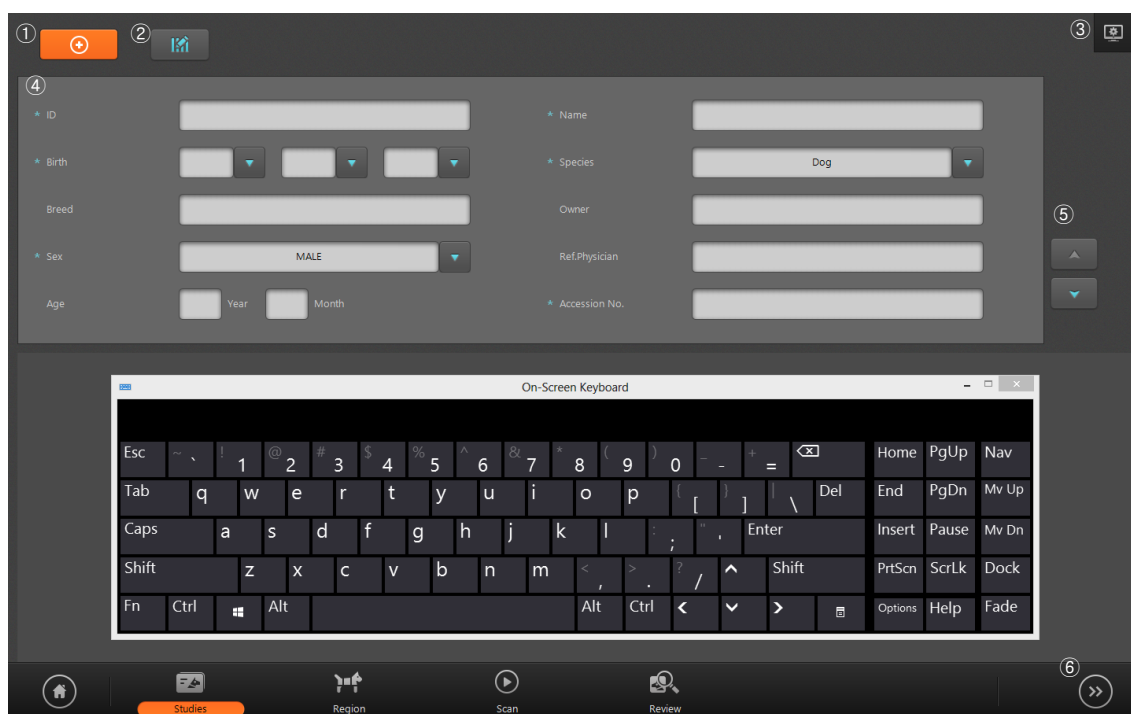 ① ② ③
④
* ID * Name
* Birth * Species Dog
Breed Owner ⑤
* Sex MALE Ref.Physician
Age Year Month * Accession No.
On-Screen Keyboard
Esc ~ ` ! 1 @ 2 # 3 $ 4 % 5 ^ 6 & 7 * 8 ( 9 ) 0 _ - + = Home PgUp Nav
Tab q w e r t y u i o p { [ } ] | \ Del End PgDn Mv Up
Caps a s d f g h j k l : ; " ' Enter Insert Pause Mv Dn
Shift z x c v b n m < , > . ? / Shift PrtScn ScrLk Dock
Fn Ctrl Alt Alt Ctrl Options Help Fade
⑥
Studies Region Scan Review